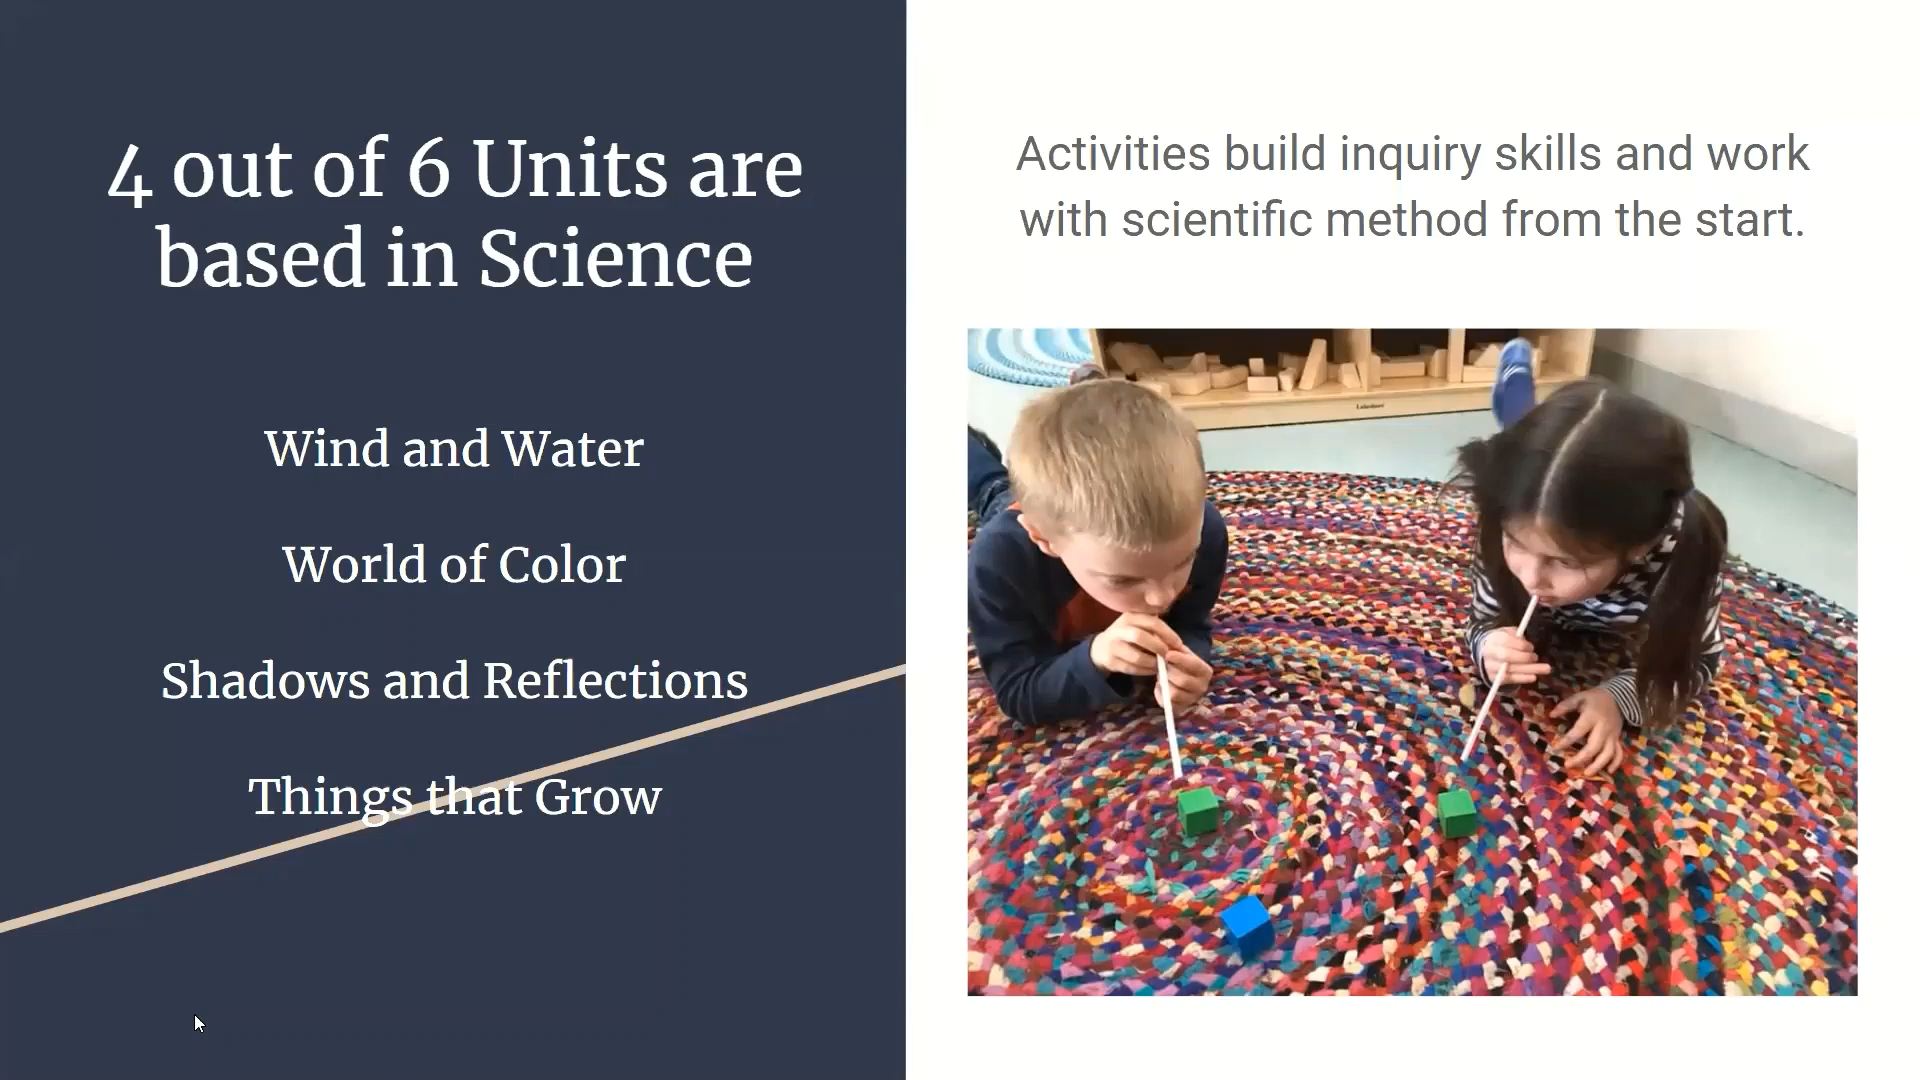 4 out of 6 Units are
based in Science
Wind and Water
World of Color
Shadows and Reflections
Things that Grow
Activities build inquiry skills and work
with scientific method from the start.
Lakeshore